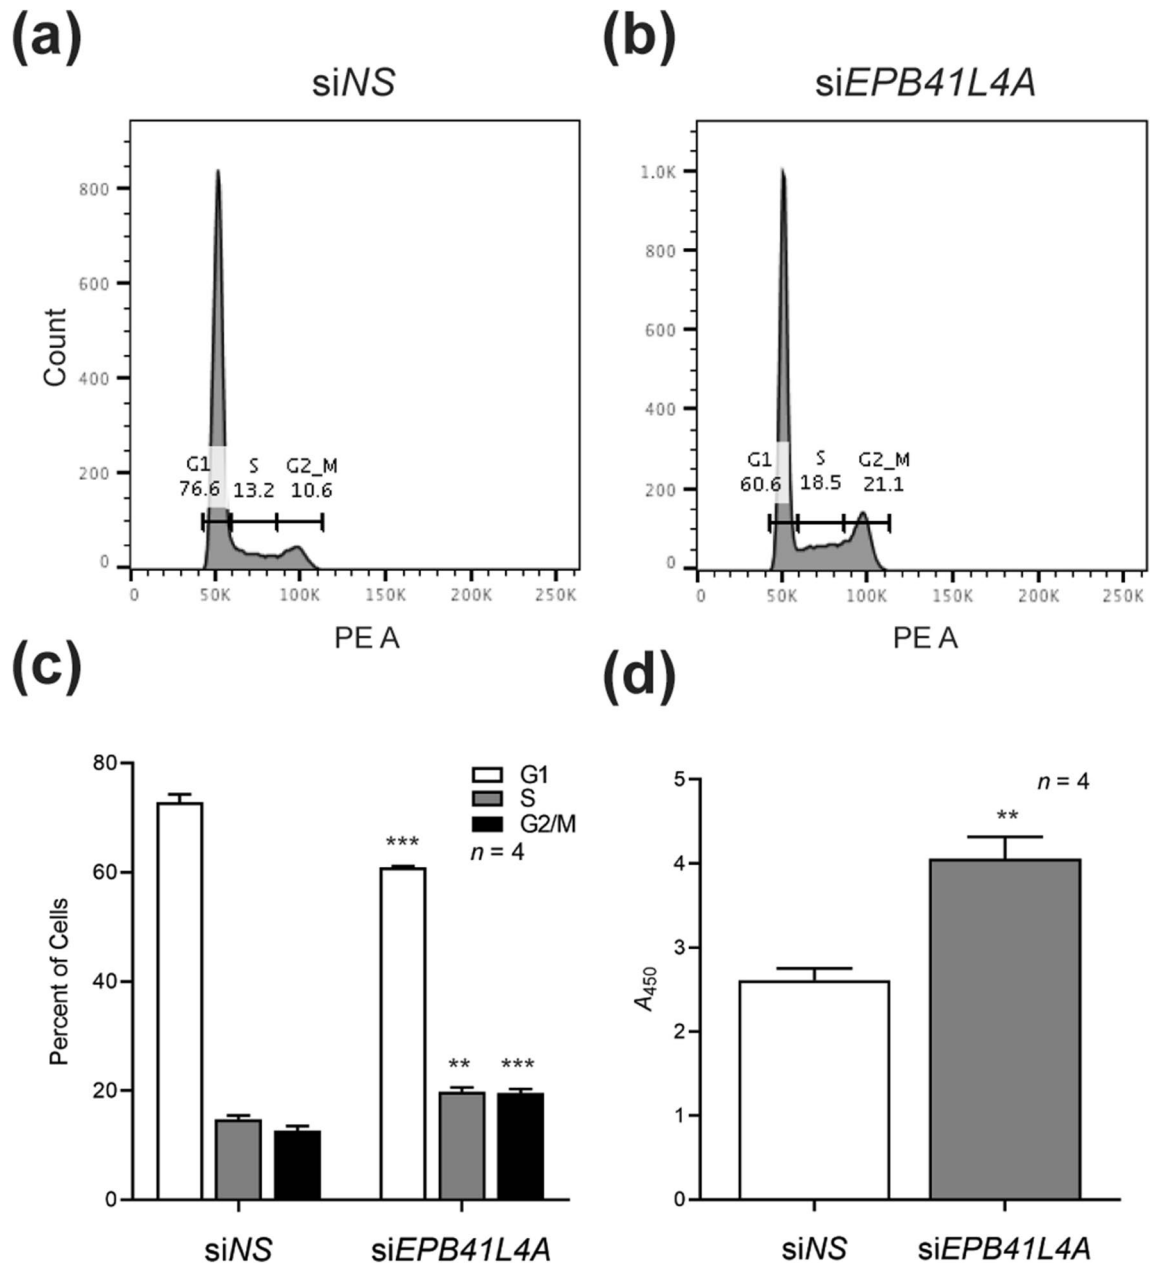 (a)
siNS
Count
800
600
400
200
0
G1 S G2_M
76.6 13.2 10.6
0 50K 100K 150K 200K 250K
PE A
(b)
siEPB41L4A
1.0K
800
600
400
200
0
G1 S G2_M
60.6 18.5 21.1
0 50K 100K 150K 200K 250K
PE A
(c)
Percent of Cells
80
60
40
20
0
G1
S
G2/M
n = 4
***
** ***
siNS siEPB41L4A
(d)
A450
5
4
3
2
1
0
n = 4
**
siNS siEPB41L4A